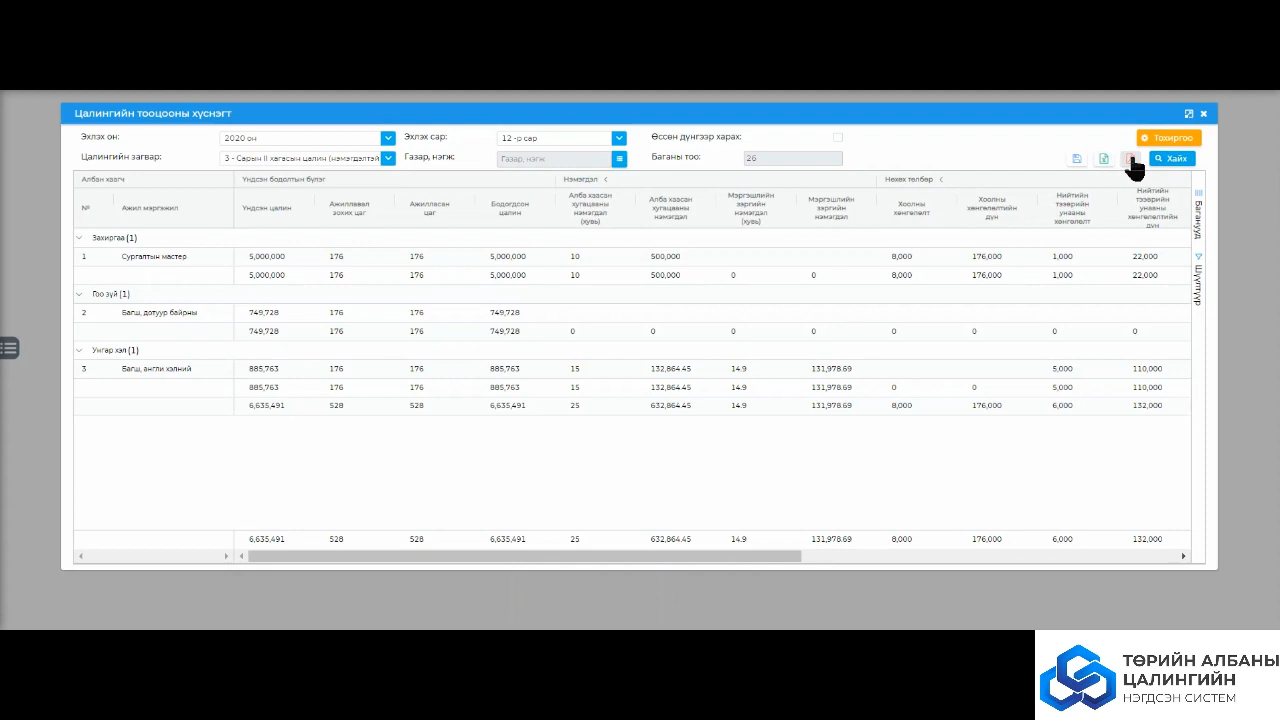 Цалингийн тооцооны хүснэгт
Эхлэх он: 2020 он Эхлэх сар: 12 -р сар Өссөн дүнгээр харах: Тохиргоо
Цалингийн загвар: 3 - Сарын II хагасын цалин (нэмэгдэлтэй Газар, нэгж: Газар, нэгж Баганы тоо: 26 Хайх
Албан хаагч Үндсэн бодолтын бүлэг Нэмэгдэл Нөхөх төлбөр
№ Ажил мэргэжил Үндсэн цалин Ажиллавал зохих цаг Ажилласан цаг Бодогдсон цалин Алба хаасан хугацааны нэмэгдэл (хувь) Алба хаасан хугацааны нэмэгдэл Мэргэшлийн зэргийн нэмэгдэл (хувь) Мэргэшлийн зэргийн нэмэгдэл Хоолны хөнгөлөлт Хоолны хөнгөлөлтийн дүн Нийтийн тээврийн унааны хөнгөлөлт Нийтийн тээврийн унааны хөнгөлөлтийн дүн
Захиргаа (1)
1 Сургалтын мастер 5,000,000 176 176 5,000,000 10 500,000 8,000 176,000 1,000 22,000
5,000,000 176 176 5,000,000 10 500,000 0 0 8,000 176,000 1,000 22,000
Гоо зүй (1)
2 Багш, дотуур байрны 749,728 176 176 749,728
749,728 176 176 749,728 0 0 0 0 0 0 0 0
Унгар хэл (1)
3 Багш, англи хэлний 885,763 176 176 885,763 15 132,864.45 14.9 131,978.69 5,000 110,000
885,763 176 176 885,763 15 132,864.45 14.9 131,978.69 0 0 5,000 110,000
6,635,491 528 528 6,635,491 25 632,864.45 14.9 131,978.69 8,000 176,000 6,000 132,000
6,635,491 528 528 6,635,491 25 632,864.45 14.9 131,978.69 8,000 176,000 6,000 132,000
Баганууд
Шүүлтүүр
ТӨРИЙН АЛБАНЫ
ЦАЛИНГИЙН
НЭГДСЭН СИСТЕМ